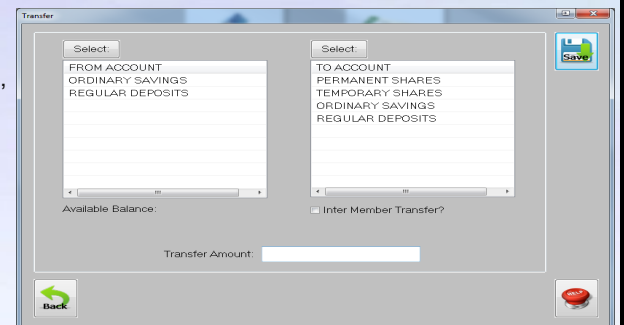 Transfer
Select:
FROM ACCOUNT
ORDINARY SAVINGS
REGULAR DEPOSITS
Available Balance:
Select:
TO ACCOUNT
PERMANENT SHARES
TEMPORARY SHARES
ORDINARY SAVINGS
REGULAR DEPOSITS
Inter Member Transfer?
Transfer Amount:
Save
Back
HELP
,